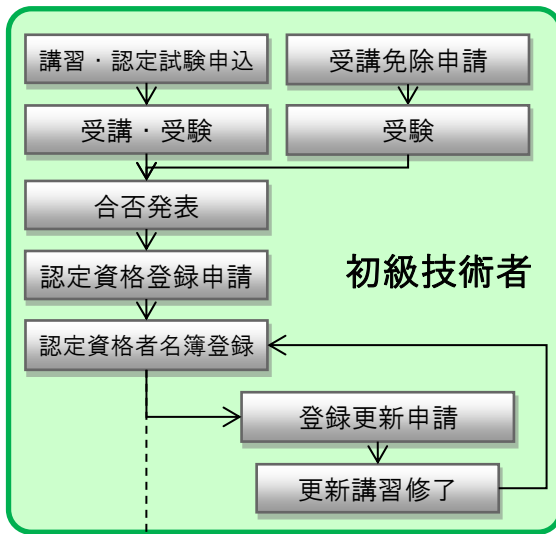 講習・認定試験申込
受講免除申請
受講・受験
受験
合否発表
認定資格登録申請
初級技術者
認定資格者名簿登録
登録更新申請
更新講習修了